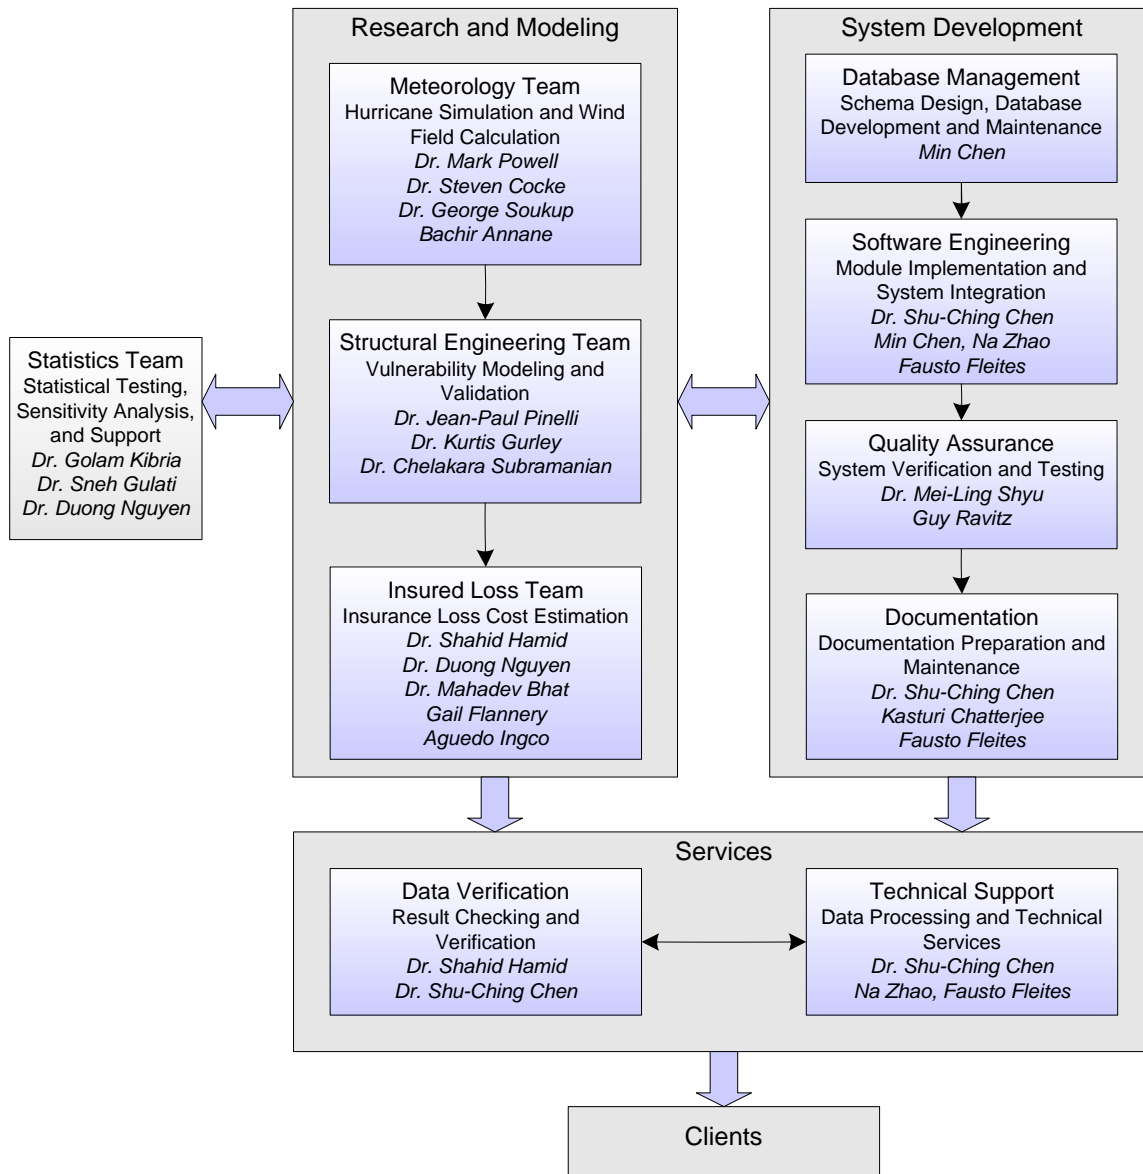 Research and Modeling
Meteorology Team
Hurricane Simulation and Wind
Field Calculation
Dr. Mark Powell
Dr. Steven Cocke
Dr. George Soukup
Bachir Annane
Structural Engineering Team
Vulnerability Modeling and
Validation
Dr. Jean-Paul Pinelli
Dr. Kurtis Gurley
Dr. Chelakara Subramanian
Insured Loss Team
Insurance Loss Cost Estimation
Dr. Shahid Hamid
Dr. Duong Nguyen
Dr. Mahadev Bhat
Gail Flannery
Aguedo Ingco
System Development
Database Management
Schema Design, Database
Development and Maintenance
Min Chen
Software Engineering
Module Implementation and
System Integration
Dr. Shu-Ching Chen
Min Chen, Na Zhao
Fausto Fleites
Quality Assurance
System Verification and Testing
Dr. Mei-Ling Shyu
Guy Ravitz
Documentation
Documentation Preparation and
Maintenance
Dr. Shu-Ching Chen
Kasturi Chatterjee
Fausto Fleites
Statistics Team
Statistical Testing,
Sensitivity Analysis,
and Support
Dr. Golam Kibria
Dr. Sneh Gulati
Dr. Duong Nguyen
Services
Data Verification
Result Checking and
Verification
Dr. Shahid Hamid
Dr. Shu-Ching Chen
Technical Support
Data Processing and Technical
Services
Dr. Shu-Ching Chen
Na Zhao, Fausto Fleites
Clients